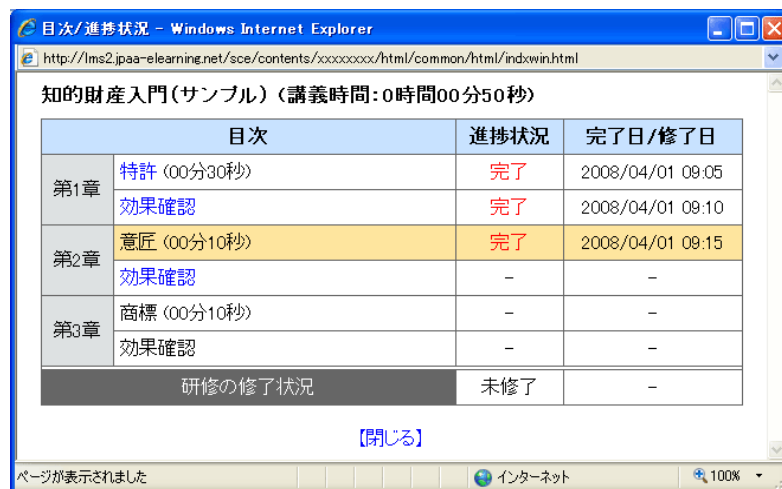 目次/進捗状況 - Windows Internet Explorer
http://lms2.jpaa-elearning.net/sce/contents/xxxxxxxx/html/common/html/indxwin.html
知的財産入門(サンプル) (講義時間:0時間00分50秒)
目次 進捗状況 完了日/修了日
第1章 特許 (00分30秒) 完了 2008/04/01 09:05
効果確認 完了 2008/04/01 09:10
第2章 意匠 (00分10秒) 完了 2008/04/01 09:15
効果確認 - -
第3章 商標 (00分10秒) - -
効果確認 - -
研修の修了状況 未修了 -
【閉じる】
ページが表示されました インターネット 100%